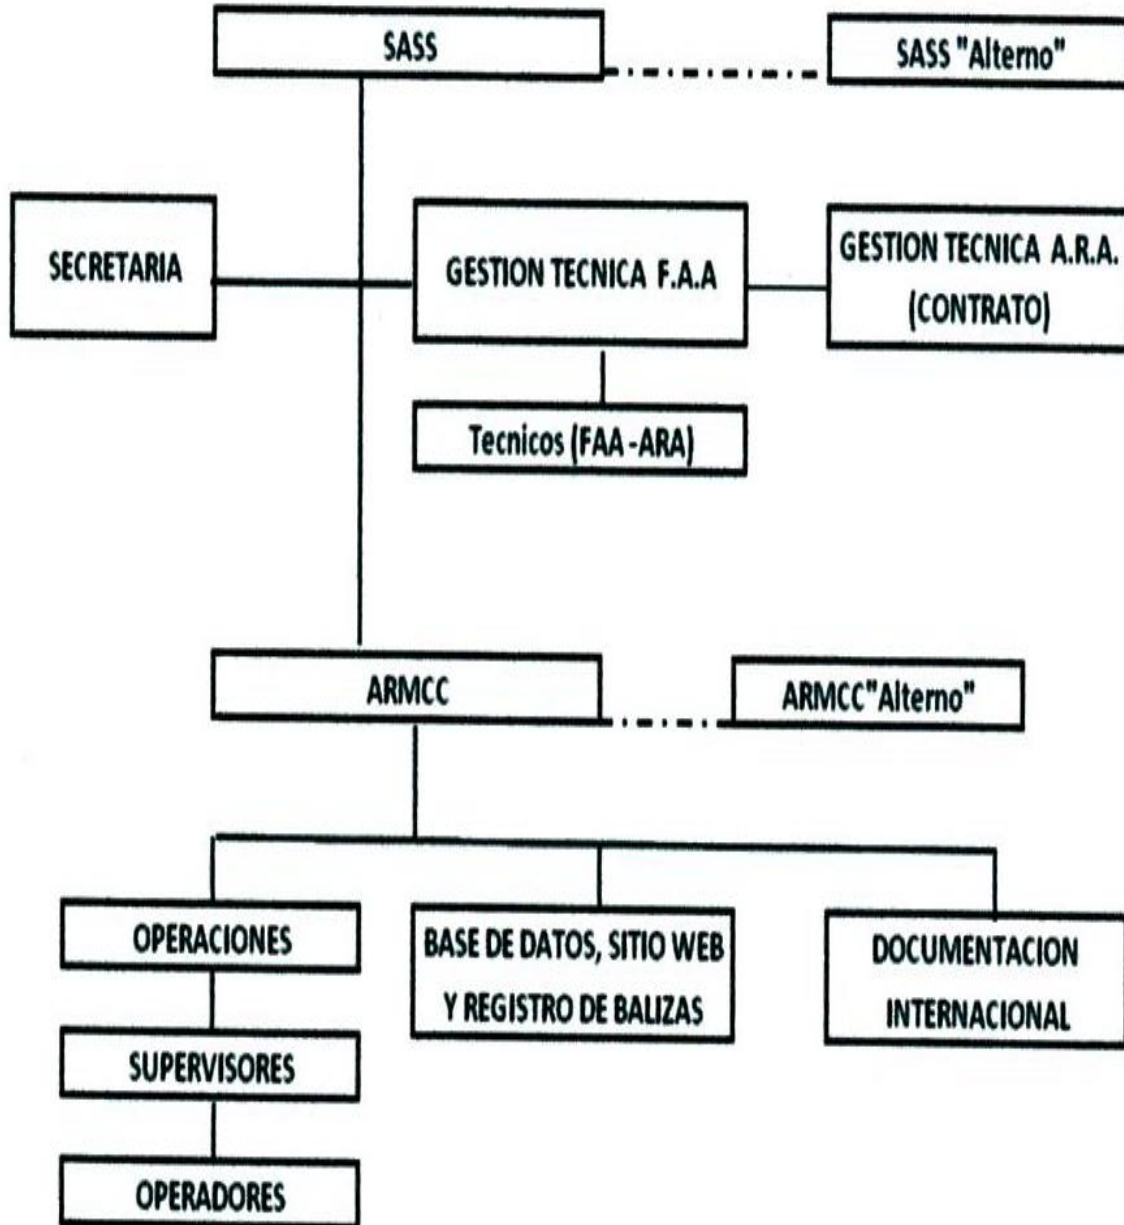 SASS
SASS "Alterno"
SECRETARIA
GESTION TECNICA F.A.A
GESTION TECNICA A.R.A.
(CONTRATO)
Tecnicos (FAA -ARA)
ARMCC
ARMCC"Alterno"
OPERACIONES
BASE DE DATOS, SITIO WEB
Y REGISTRO DE BALIZAS
DOCUMENTACION
INTERNACIONAL
SUPERVISORES
OPERADORES